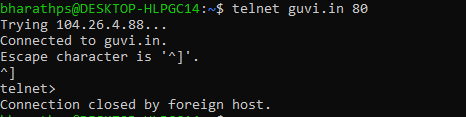 bharathps@DESKTOP-HLPGC14:~$ telnet guvi.in 80
Trying 104.26.4.88...
Connected to guvi.in.
Escape character is '^]'.
^]
telnet>
Connection closed by foreign host.